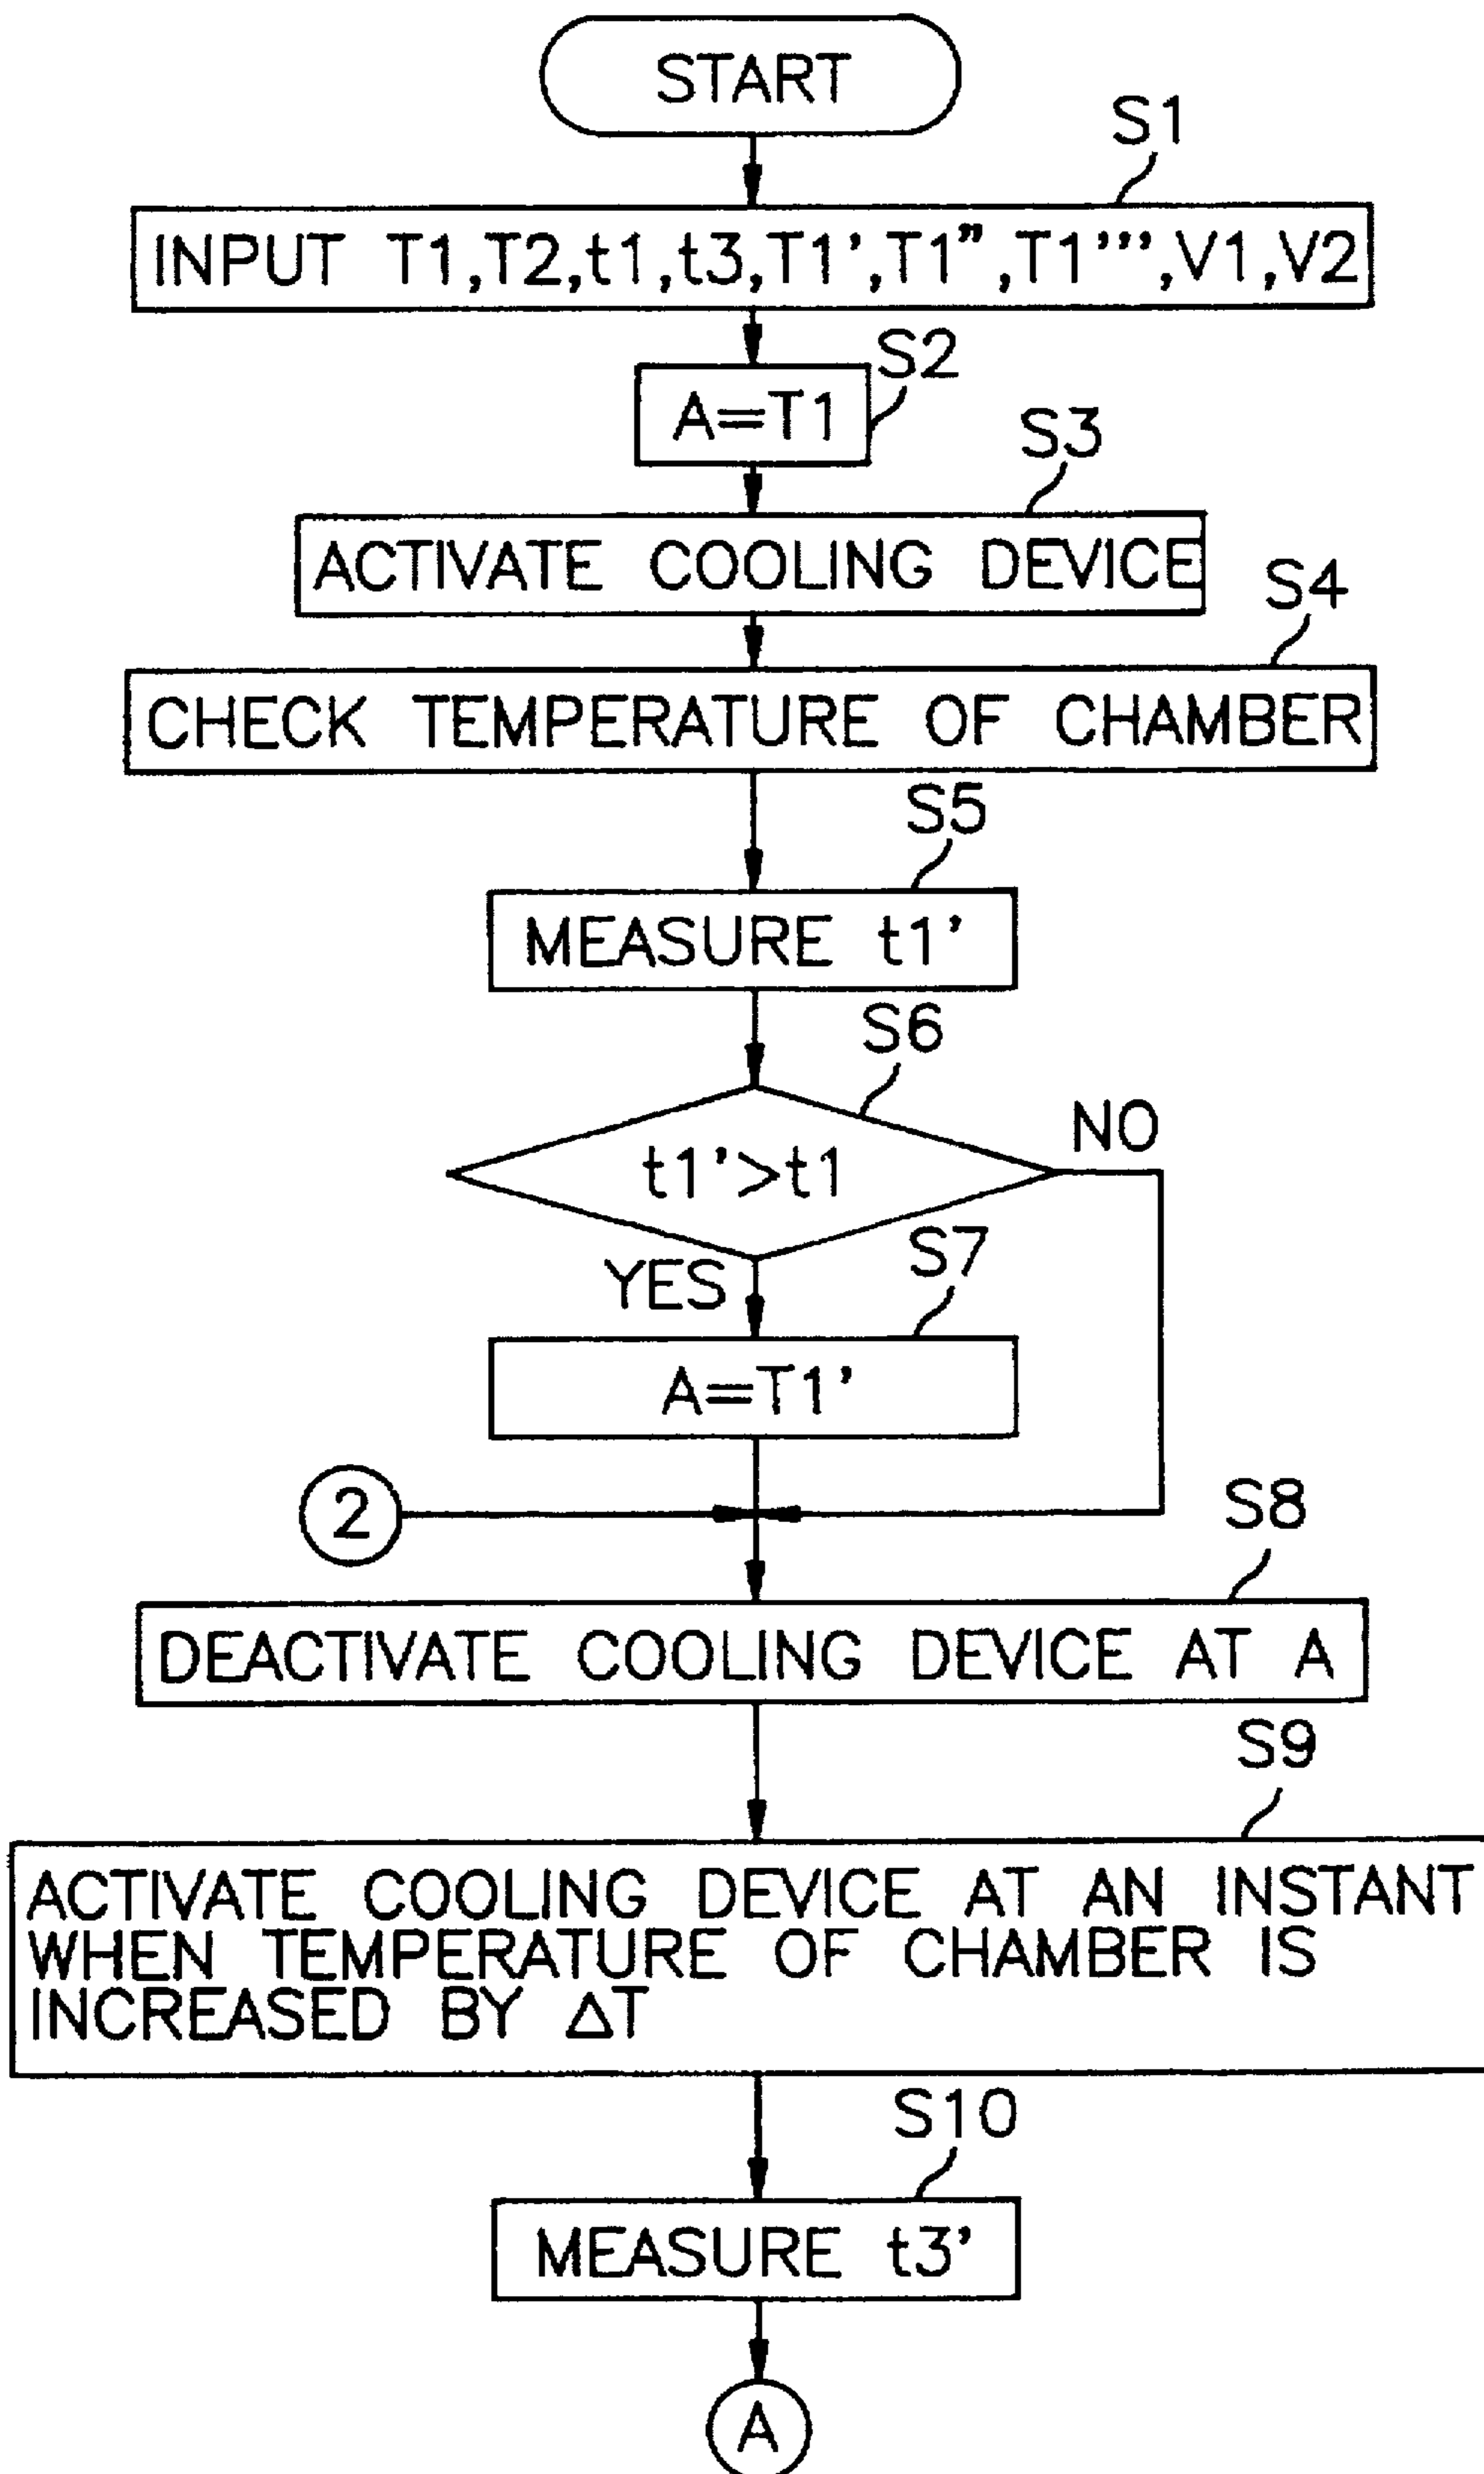 START
S1
INPUT T1,T2,t1,t3,T1',T1",T1''',V1,V2
S2
A=T1
S3
ACTIVATE COOLING DEVICE
S4
CHECK TEMPERATURE OF CHAMBER
S5
MEASURE t1'
S6
t1'>t1
NO
YES
S7
A=T1'
2
S8
DEACTIVATE COOLING DEVICE AT A
S9
ACTIVATE COOLING DEVICE AT AN INSTANT
WHEN TEMPERATURE OF CHAMBER IS
INCREASED BY ΔT
S10
MEASURE t3'
A